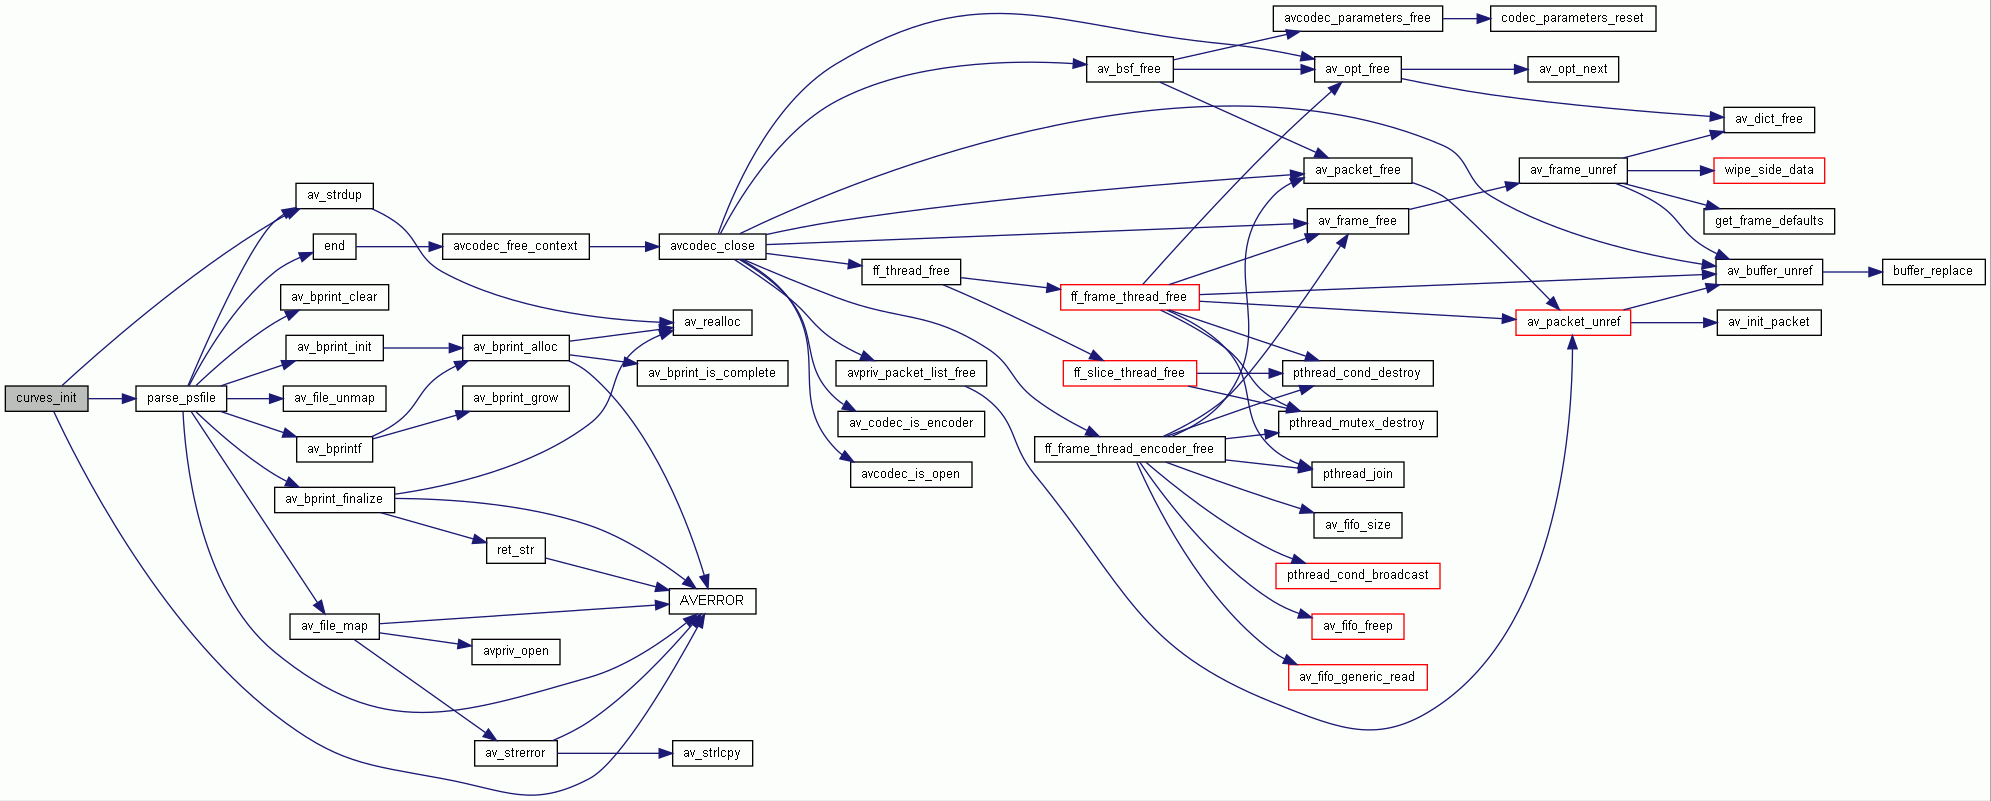 avcodec_parameters_free
codec_parameters_reset
av_bsf_free
av_opt_free
av_opt_next
av_dict_free
av_packet_free
av_frame_unref
wipe_side_data
av_strdup
av_frame_free
get_frame_defaults
end
avcodec_free_context
avcodec_close
ff_thread_free
av_buffer_unref
buffer_replace
av_bprint_clear
ff_frame_thread_free
av_realloc
av_packet_unref
av_init_packet
av_bprint_init
av_bprint_alloc
av_bprint_is_complete
avpriv_packet_list_free
ff_slice_thread_free
pthread_cond_destroy
curves_init
parse_psfile
av_file_unmap
av_bprint_grow
av_codec_is_encoder
pthread_mutex_destroy
av_bprintf
ff_frame_thread_encoder_free
avcodec_is_open
pthread_join
av_bprint_finalize
av_fifo_size
ret_str
pthread_cond_broadcast
AVERROR
av_file_map
av_fifo_freep
avpriv_open
av_fifo_generic_read
av_strerror
av_strlcpy